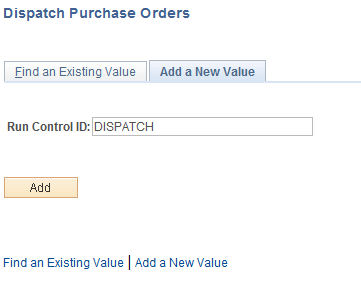 Dispatch Purchase Orders
Find an Existing Value Add a New Value
Run Control ID: DISPATCH
Add
Find an Existing Value | Add a New Value